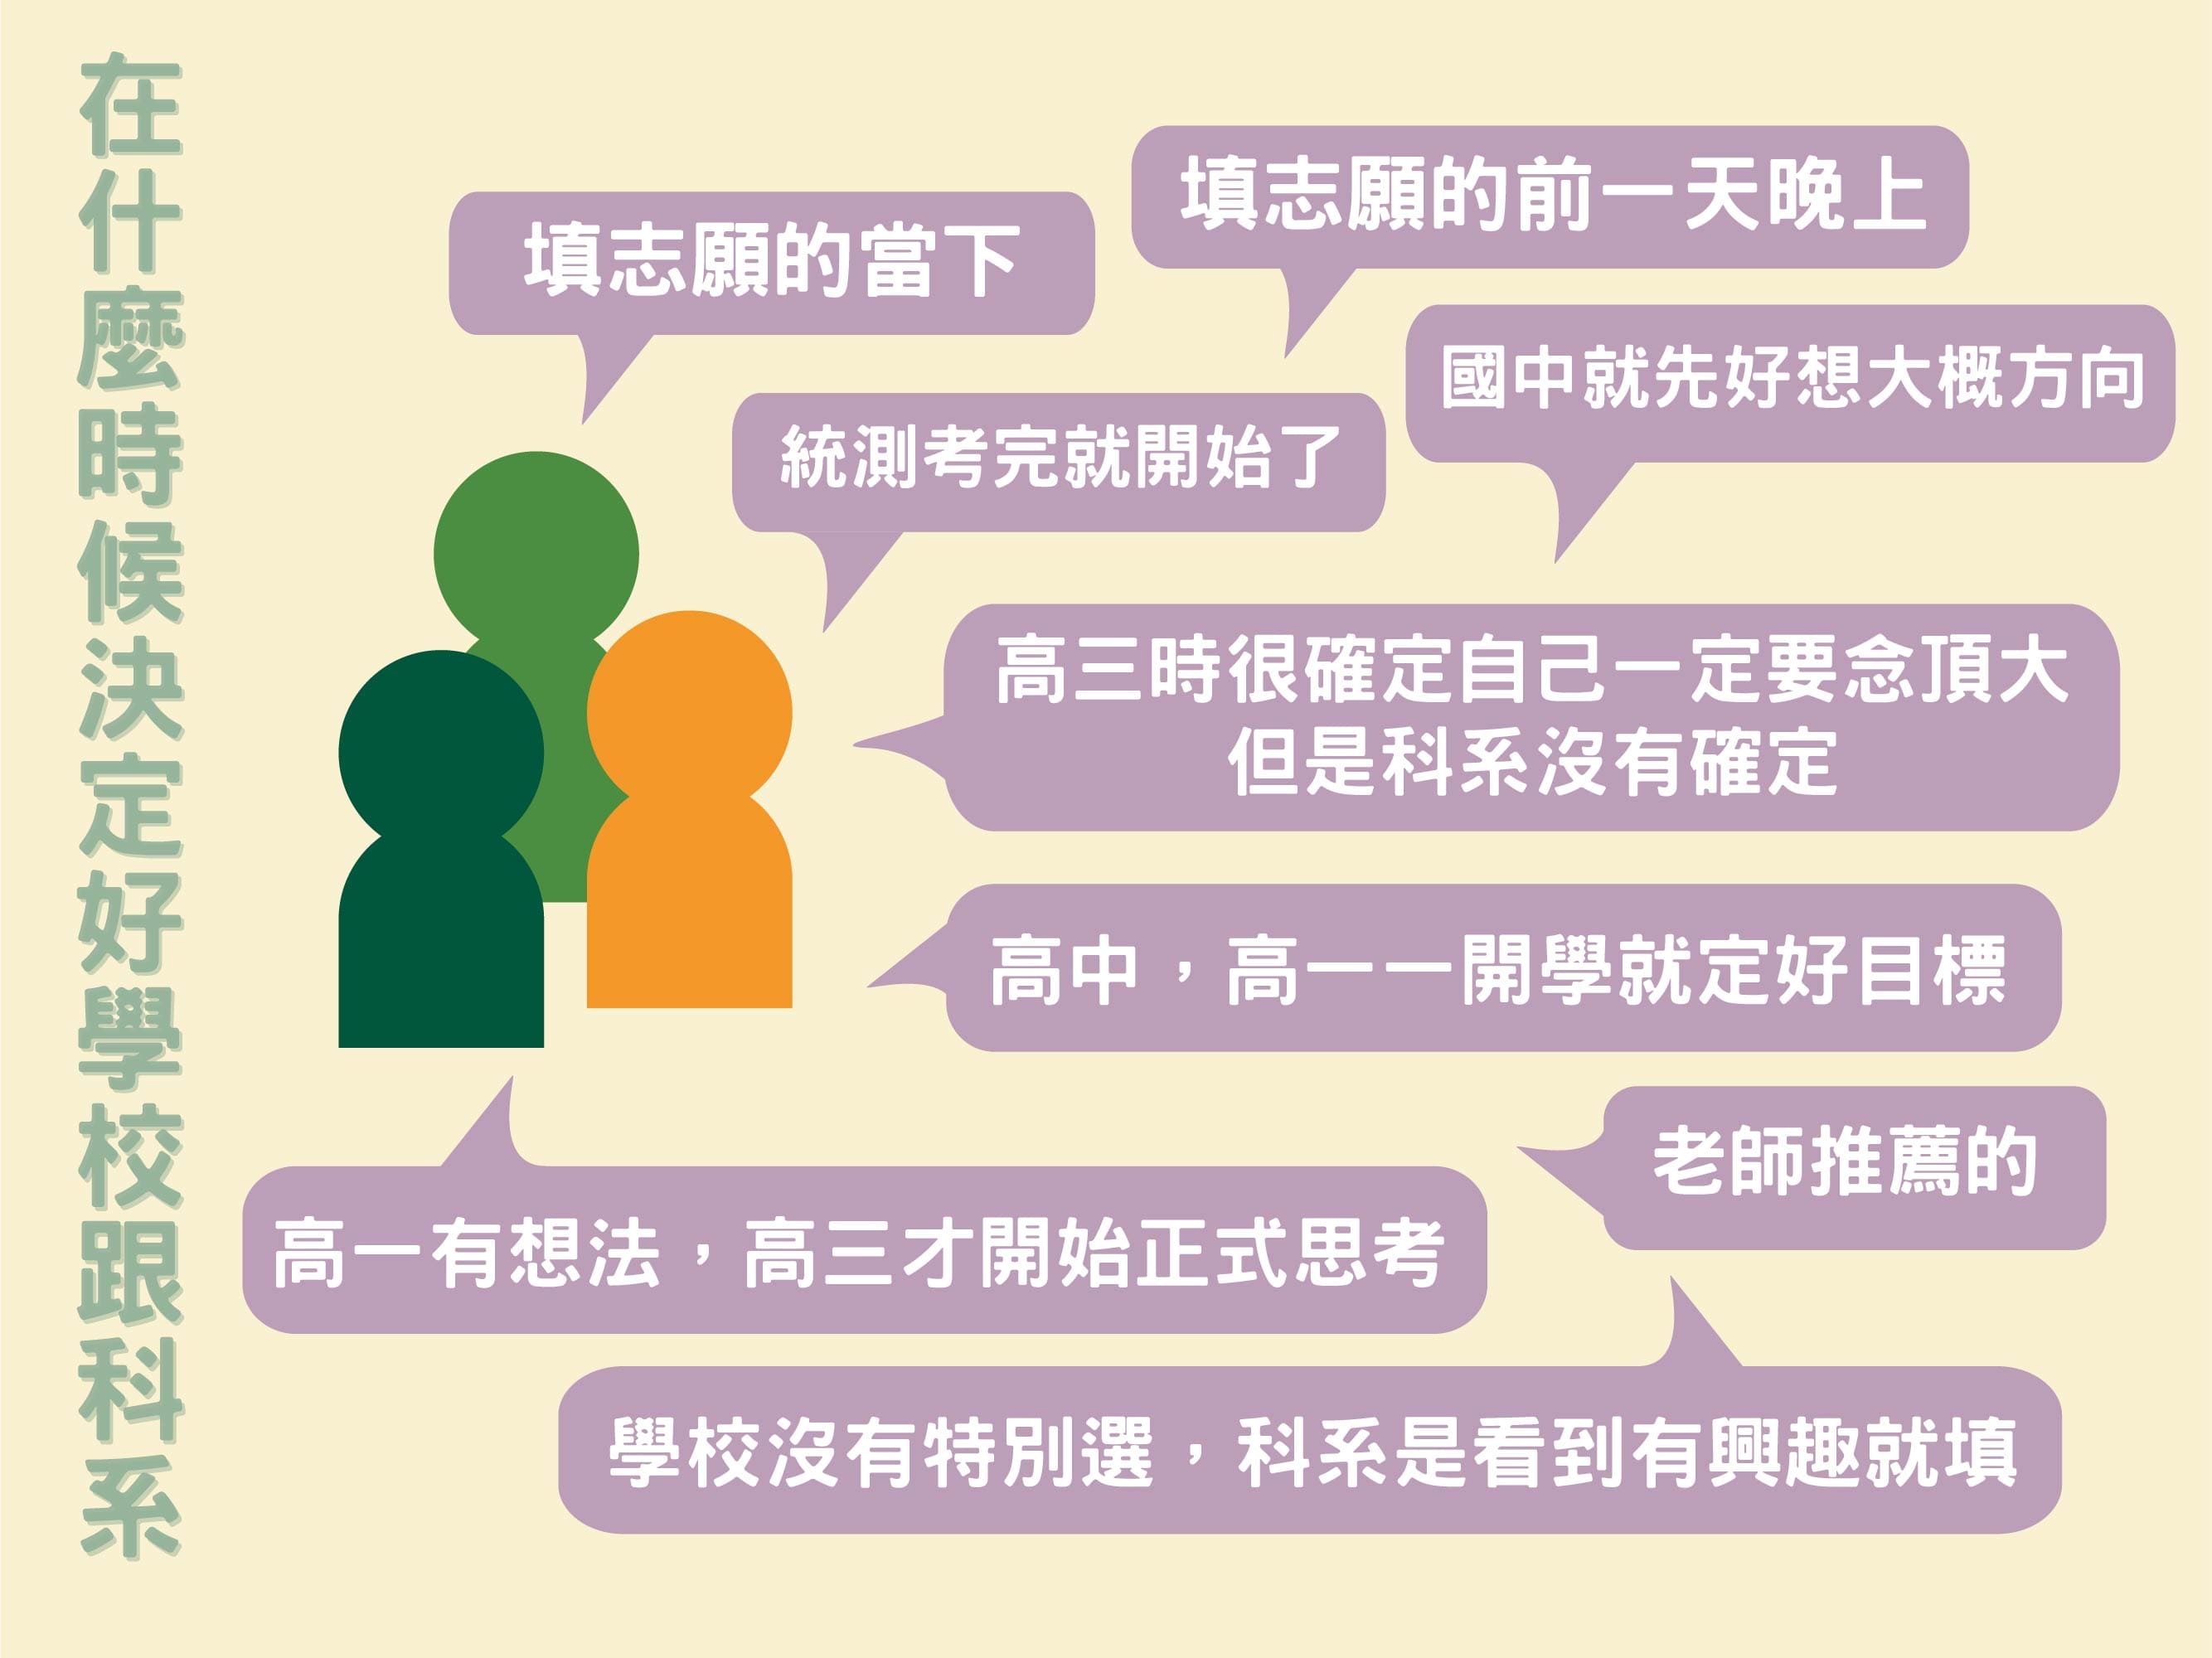 在什麼時候決定好學校跟科系
填志願的當下
填志願的前一天晚上
國中就先好想大概方向
統測考完就開始了
高三時很確定自己一定要念頂大
但是科系沒有確定
高中，高一一開學就定好目標
老師推薦的
高一有想法，高三才開始正式思考
學校沒有特別選，科系是看到有興趣就填